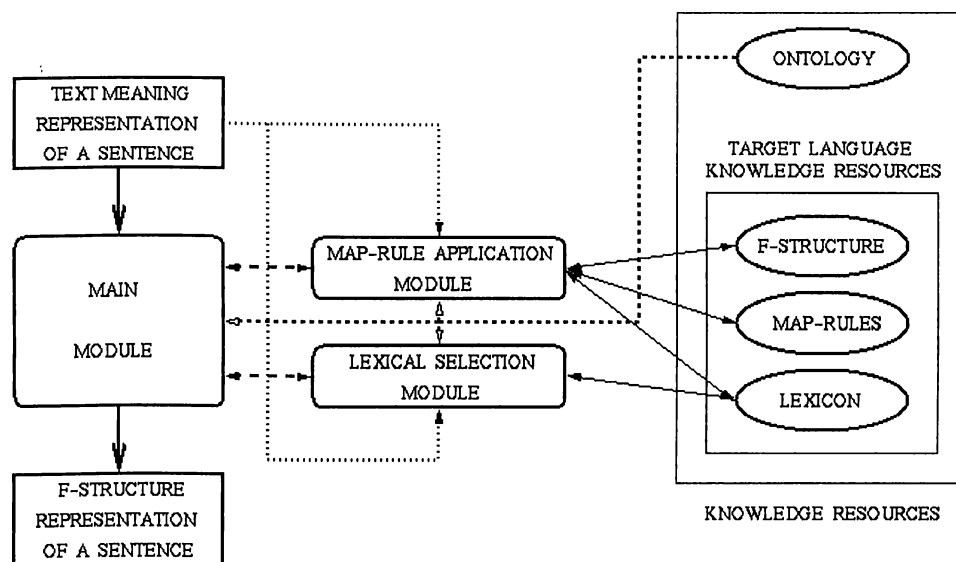 ONTOLOGY
TEXT MEANING
REPRESENTATION
OF A SENTENCE
TARGET LANGUAGE
KNOWLEDGE RESOURCES
MAIN
MODULE
MAP-RULE APPLICATION
MODULE
LEXICAL SELECTION
MODULE
F-STRUCTURE
MAP-RULES
LEXICON
F-STRUCTURE
REPRESENTATION
OF A SENTENCE
KNOWLEDGE RESOURCES